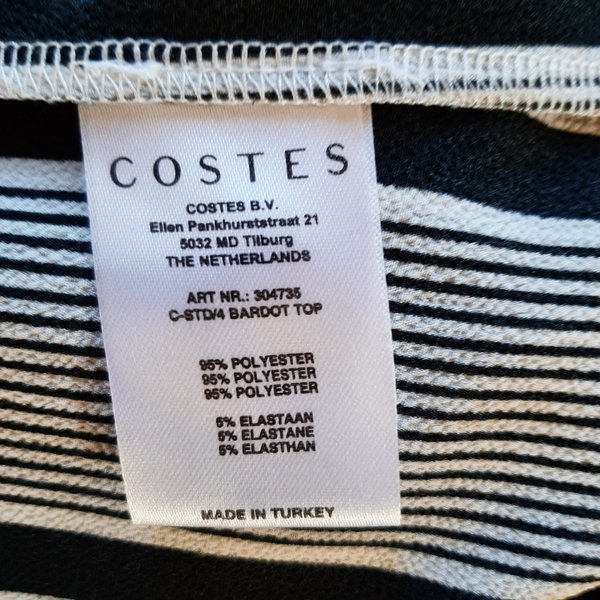 COSTES
COSTES B.V.
Ellen Pankhurststraat 21
5032 MD Tilburg
THE NETHERLANDS
ART NR.: 304735
C-STD/4 BARDOT TOP
95% POLYESTER
95% POLYESTER
95% POLYESTER
5% ELASTAAN
5% ELASTANE
5% ELASTHAN
MADE IN TURKEY